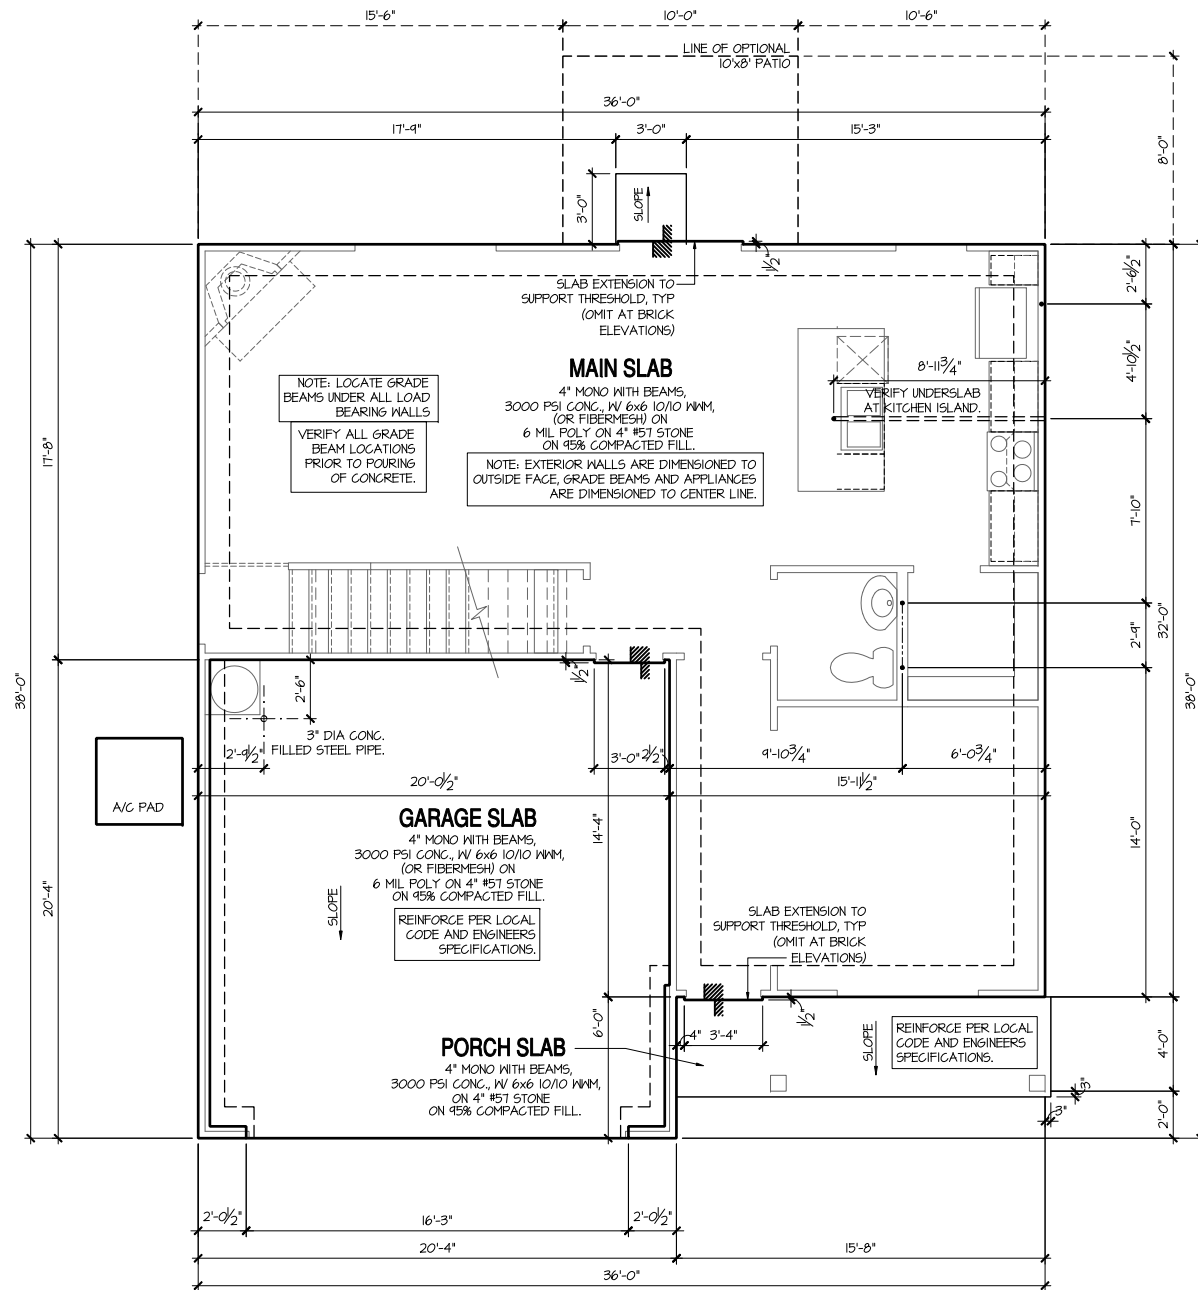 15'-6"
10'-0"
10'-6"
LINE OF OPTIONAL
10'x8' PATIO
36'-0"
17'-9"
3'-0"
15'-3"
8'-0"
3'-0"
SLOPE
1/2"
2'-6 1/2"
SLAB EXTENSION TO
SUPPORT THRESHOLD, TYP
(OMIT AT BRICK
ELEVATIONS)
MAIN SLAB
4" MONO WITH BEAMS,
3000 PSI CONC., W/ 6x6 10/10 WWM,
(OR FIBERMESH) ON
6 MIL POLY ON 4" #57 STONE
ON 95% COMPACTED FILL.
NOTE: EXTERIOR WALLS ARE DIMENSIONED TO
OUTSIDE FACE, GRADE BEAMS AND APPLIANCES
ARE DIMENSIONED TO CENTER LINE.
NOTE: LOCATE GRADE
BEAMS UNDER ALL LOAD
BEARING WALLS
VERIFY ALL GRADE
BEAM LOCATIONS
PRIOR TO POURING
OF CONCRETE.
8'-11 3/4"
VERIFY UNDERSLAB
AT KITCHEN ISLAND.
4'-10 1/2"
17'-8"
7'-10"
2'-9"
32'-0"
38'-0"
38'-0"
1/2"
2'-6"
3" DIA CONC.
FILLED STEEL PIPE.
2'-9 1/2"
3'-0"
2 1/2"
9'-10 3/4"
6'-0 3/4"
20'-0 1/2"
15'-11 1/2"
A/C PAD
GARAGE SLAB
4" MONO WITH BEAMS,
3000 PSI CONC., W/ 6x6 10/10 WWM,
(OR FIBERMESH) ON
6 MIL POLY ON 4" #57 STONE
ON 95% COMPACTED FILL.
REINFORCE PER LOCAL
CODE AND ENGINEERS
SPECIFICATIONS.
SLOPE
14'-4"
14'-0"
20'-4"
SLAB EXTENSION TO
SUPPORT THRESHOLD, TYP
(OMIT AT BRICK
ELEVATIONS)
1/2"
6'-0"
4"
3'-4"
SLOPE
REINFORCE PER LOCAL
CODE AND ENGINEERS
SPECIFICATIONS.
4'-0"
PORCH SLAB
4" MONO WITH BEAMS,
3000 PSI CONC., W/ 6x6 10/10 WWM,
ON 4" #57 STONE
ON 95% COMPACTED FILL.
3"
3"
2'-0"
2'-0 1/2"
16'-3"
2'-0 1/2"
20'-4"
15'-8"
36'-0"